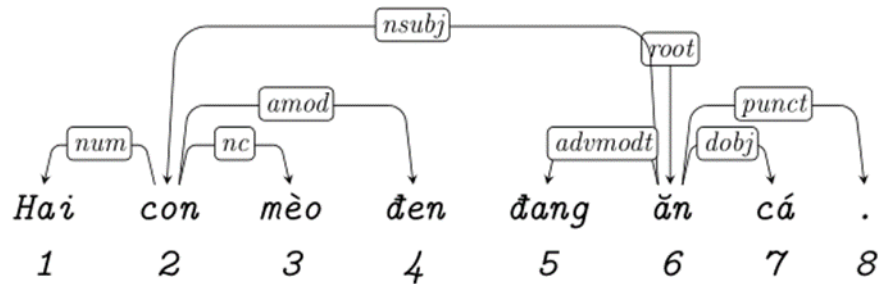 nsubj
root
amod punct
num nc advmodt dobj
Hai con mèo đen đang ăn cá .
1 2 3 4 5 6 7 8